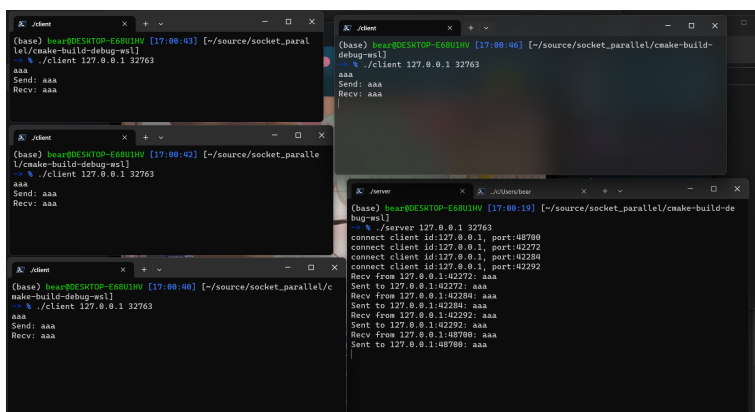 ./client
(base) bear@DESKTOP-E68U1HV [17:00:43] [~/source/socket_paral
lel/cmake-build-debug-wsl]
-> % ./client 127.0.0.1 32763
aaa
Send: aaa
Recv: aaa
./client
(base) bear@DESKTOP-E68U1HV [17:00:46] [~/source/socket_parallel/cmake-build-
debug-wsl]
-> % ./client 127.0.0.1 32763
aaa
Send: aaa
Recv: aaa
./client
(base) bear@DESKTOP-E68U1HV [17:00:42] [~/source/socket_paralle
l/cmake-build-debug-wsl]
-> % ./client 127.0.0.1 32763
aaa
Send: aaa
Recv: aaa
./client
(base) bear@DESKTOP-E68U1HV [17:00:40] [~/source/socket_parallel/c
make-build-debug-wsl]
-> % ./client 127.0.0.1 32763
aaa
Send: aaa
Recv: aaa
./server
../c/Users/bear
(base) bear@DESKTOP-E68U1HV [17:00:19] [~/source/socket_parallel/cmake-build-de
bug-wsl]
-> % ./server 127.0.0.1 32763
connect client id:127.0.0.1, port:48700
connect client id:127.0.0.1, port:42272
connect client id:127.0.0.1, port:42284
connect client id:127.0.0.1, port:42292
Recv from 127.0.0.1:42272: aaa
Sent to 127.0.0.1:42272: aaa
Recv from 127.0.0.1:42284: aaa
Sent to 127.0.0.1:42284: aaa
Recv from 127.0.0.1:42292: aaa
Sent to 127.0.0.1:42292: aaa
Recv from 127.0.0.1:48700: aaa
Sent to 127.0.0.1:48700: aaa